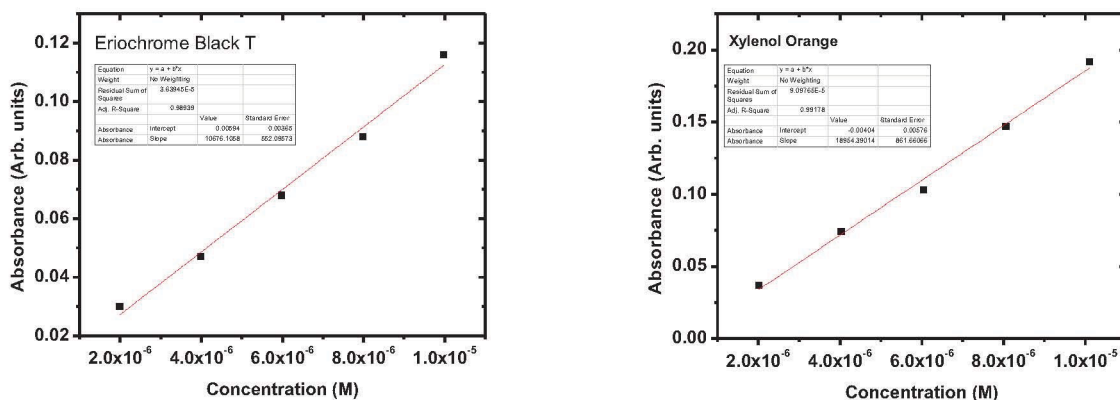 Eriochrome Black T
Equation y = a + b*x
Weight No Weighting
Residual Sum of Squares 3.63945E-5
Adj. R-Square 0.98939
Value Standard Error
Absorbance Intercept 0.00594 0.00365
Absorbance Slope 10676.1058 552.09573
0.12
0.10
0.08
0.06
0.04
0.02
Absorbance (Arb. units)
2.0x10⁻⁶ 4.0x10⁻⁶ 6.0x10⁻⁶ 8.0x10⁻⁶ 1.0x10⁻⁵
Concentration (M)
Xylenol Orange
Equation y = a + b*x
Weight No Weighting
Residual Sum of Squares 9.09765E-5
Adj. R-Square 0.99178
Value Standard Error
Absorbance Intercept -0.00404 0.00576
Absorbance Slope 18954.39014 861.66066
0.20
0.15
0.10
0.05
0.00
Absorbance (Arb. units)
2.0x10⁻⁶ 4.0x10⁻⁶ 6.0x10⁻⁶ 8.0x10⁻⁶ 1.0x10⁻⁵
Concentration (M)